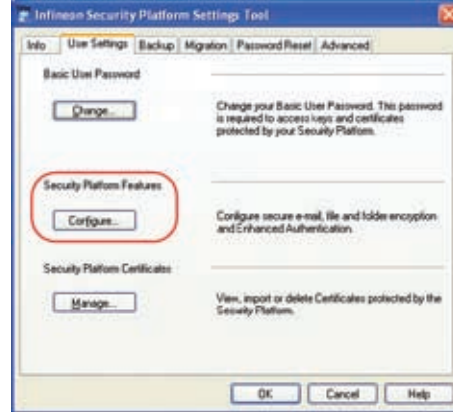 Infineon Security Platform Settings Tool
Info User Settings Backup Migration Password Reset Advanced
Basic User Password
Change...
Change your Basic User Password. This password
is required to access keys and certificates
protected by your Security Platform.
Security Platform Features
Configure...
Configure secure e-mail, file and folder encryption
and Enhanced Authentication.
Security Platform Certificates
Manage...
View, import or delete Certificates protected by the
Security Platform.
OK Cancel Help